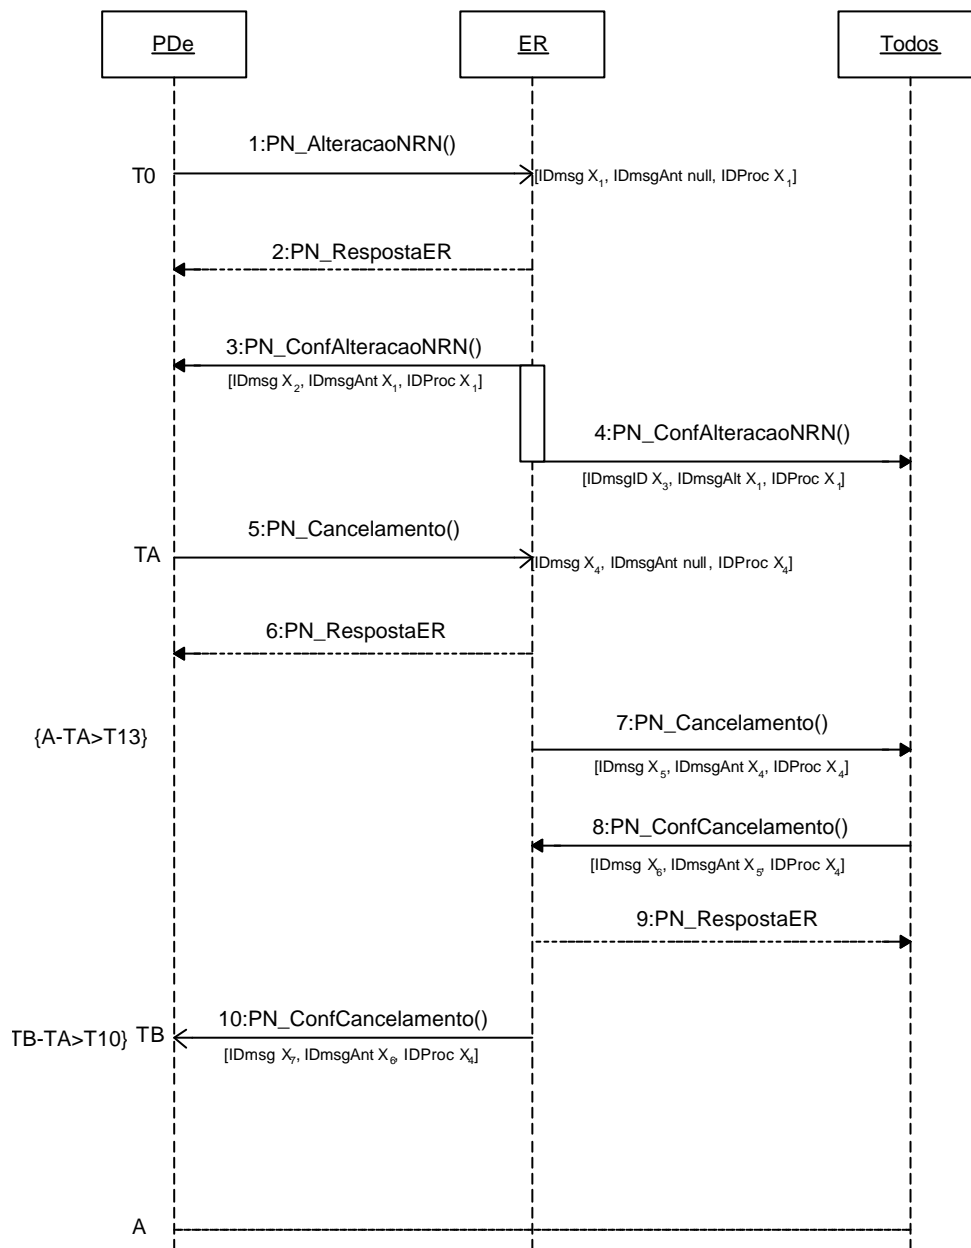 PDe
ER
Todos
1:PN_AlteracaoNRN()
T0
[IDmsg X1, IDmsgAnt null, IDProc X1]
2:PN_RespostaER
3:PN_ConfAlteracaoNRN()
[IDmsg X2, IDmsgAnt X1, IDProc X1]
4:PN_ConfAlteracaoNRN()
[IDmsgID X3, IDmsgAlt X1, IDProc X1]
5:PN_Cancelamento()
TA
[IDmsg X4, IDmsgAnt null, IDProc X4]
6:PN_RespostaER
7:PN_Cancelamento()
{A-TA>T13}
[IDmsg X5, IDmsgAnt X4, IDProc X4]
8:PN_ConfCancelamento()
[IDmsg X6, IDmsgAnt X5, IDProc X4]
9:PN_RespostaER
10:PN_ConfCancelamento()
TB-TA>T10} TB
[IDmsg X7, IDmsgAnt X6, IDProc X4]
A